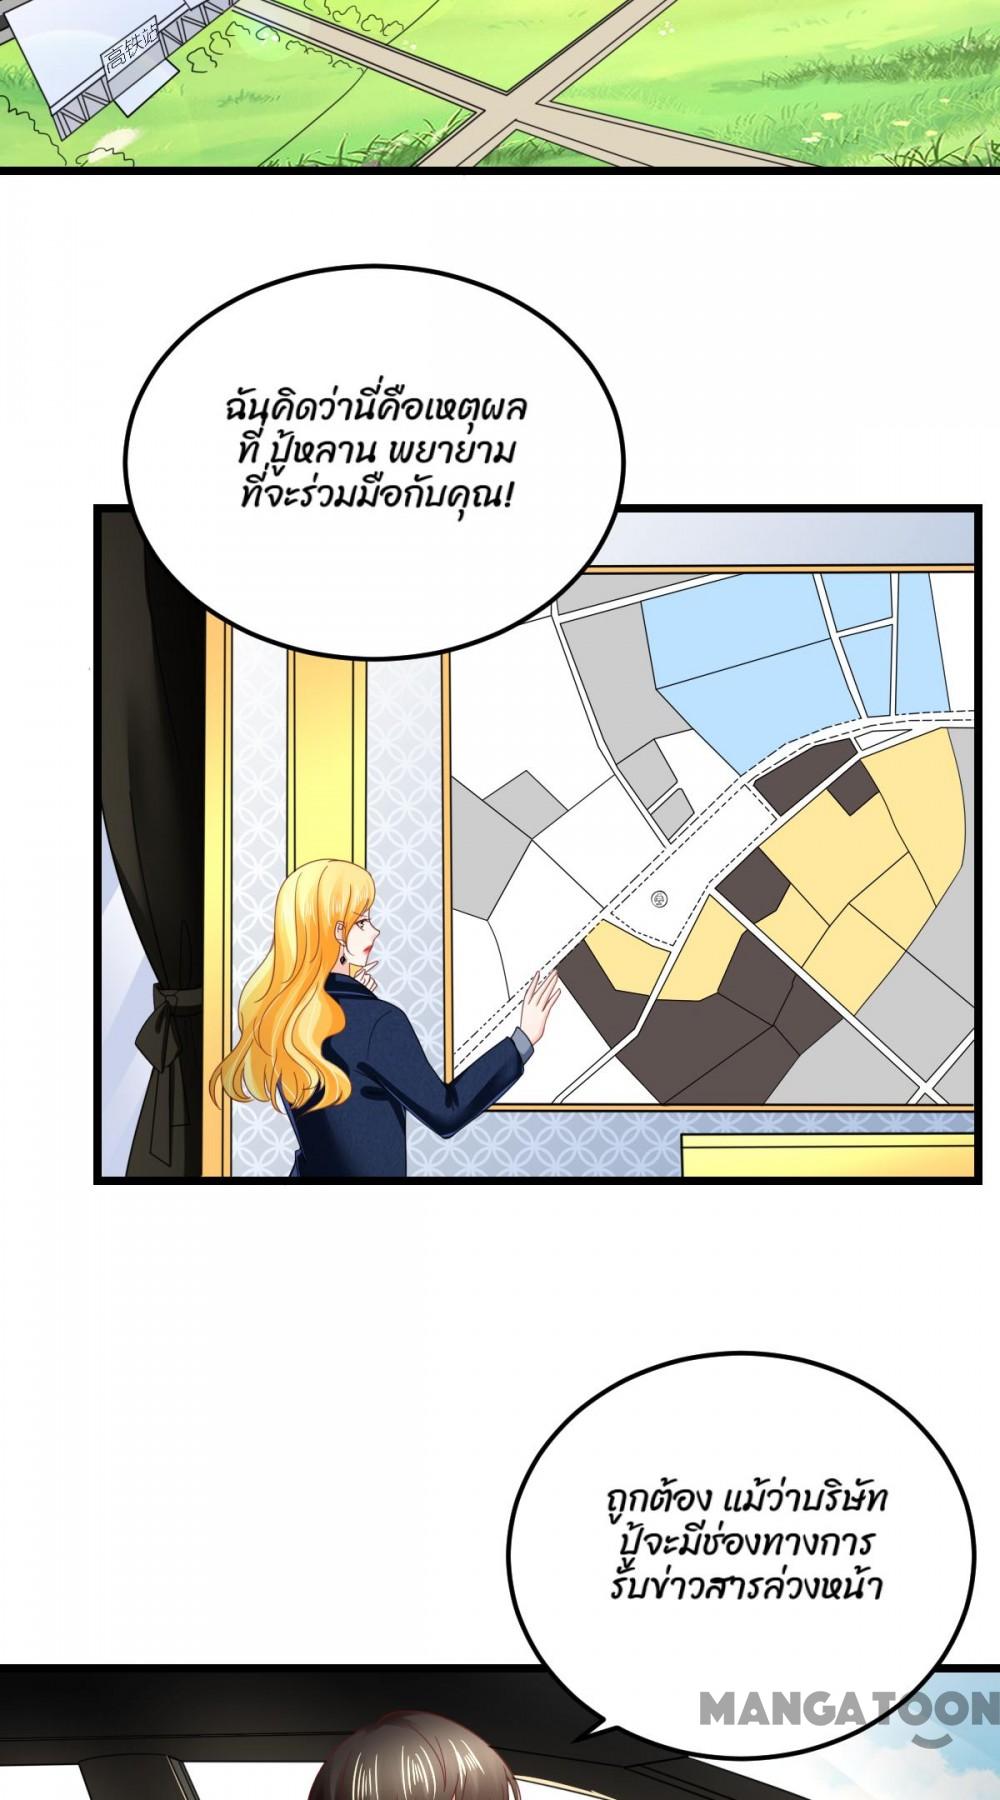 高铁站
ฉันคิดว่านี่คือเหตุผล
ที่ ปู้หลาน พยายาม
ที่จะร่วมมือกับคุณ!
ถูกต้อง แม้ว่าบริษัท
ปู้จะมีช่องทางการ
รับข่าวสารล่วงหน้า
MANGATOON